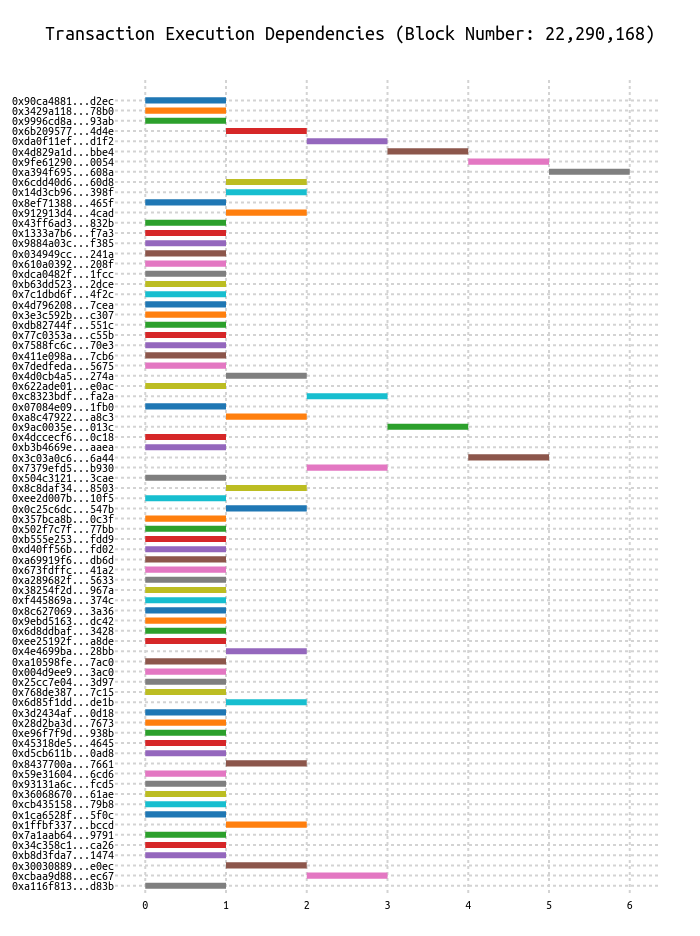 Transaction Execution Dependencies (Block Number: 22,290,168)
0x90ca4881...d2ec
0x3429a118...78b0
0x9996cd8a...93ab
0x6b209577...4d4e
0xda0f11ef...d1f2
0x4d829a1d...bbe4
0x9fe61290...0054
0xa394f695...608a
0x6cdd40d6...60d8
0x14d3cb96...398f
0x8ef71388...465f
0x912913d4...4cad
0x43ff6ad3...832b
0x1333a7b6...f7a3
0x9884a03c...f385
0x034949cc...241a
0x610a0392...208f
0xdca0482f...1fcc
0xb63dd523...2dce
0x7c1dbd6f...4f2c
0x4d796208...7cea
0x3e3c592b...c307
0xdb82744f...551c
0x77c0353a...c55b
0x7588fc6c...70e3
0x411e098a...7cb6
0x7dedfeda...5675
0x4d0cb4a5...274a
0x622ade01...e0ac
0xc8323bdf...fa2a
0x07084e09...1fb0
0xa8c47922...a8c3
0x9ac0035e...013c
0x4dccecf6...0c18
0xb3b4669e...aaea
0x3c03a0c6...6a44
0x7379efd5...b930
0x504c3121...3cae
0x8c8daf34...8503
0xee2d007b...10f5
0x0c25c6dc...547b
0x357bca8b...0c3f
0x502f7c7f...77bb
0xb555e253...fdd9
0xd40ff56b...fd02
0xa69919f6...db6d
0x673fdffc...41a2
0xa289682f...5633
0x38254f2d...967a
0xf445869a...374c
0x8c627069...3a36
0x9ebd5163...dc42
0x6d8ddbaf...3428
0xee25192f...a8de
0x4e4699ba...28bb
0xa10598fe...7ac0
0x004d9ee9...3ac0
0x25cc7e04...3d97
0x768de387...7c15
0x6d85f1dd...de1b
0x3d2434af...0d18
0x28d2ba3d...7673
0xe96f7f9d...938b
0x45318de5...4645
0xd5cb611b...0ad8
0x8437700a...7661
0x59e31604...6cd6
0x93131a6c...fcd5
0x36068670...61ae
0xcb435158...79b8
0x1ca6528f...5f0c
0x1ffbf337...bccd
0x7a1aab64...9791
0x34c358c1...ca26
0xb8d3fda7...1474
0x30030889...e0ec
0xcbaa9d88...ec67
0xa116f813...d83b
0 1 2 3 4 5 6